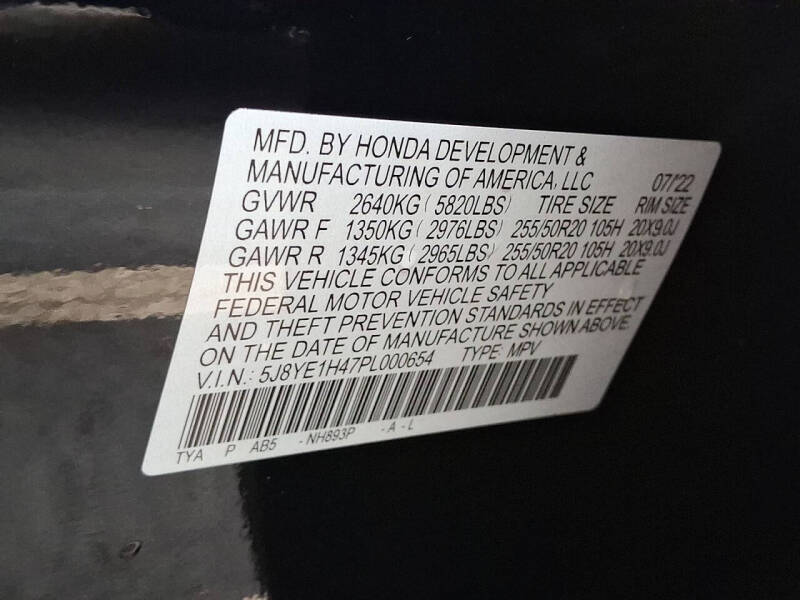 MFD. BY HONDA DEVELOPMENT &
MANUFACTURING OF AMERICA, LLC 07/22
GVWR 2640KG ( 5820LBS) TIRE SIZE RIM SIZE
GAWR F 1350KG ( 2976LBS) 255/50R20 105H 20X9.0J
GAWR R 1345KG ( 2965LBS) 255/50R20 105H 20X9.0J
THIS VEHICLE CONFORMS TO ALL APPLICABLE
FEDERAL MOTOR VEHICLE SAFETY
AND THEFT PREVENTION STANDARDS IN EFFECT
ON THE DATE OF MANUFACTURE SHOWN ABOVE.
V.I.N.: 5J8YE1H47PL000654 TYPE: MPV
TYA P AB5 - NH893P - A - L